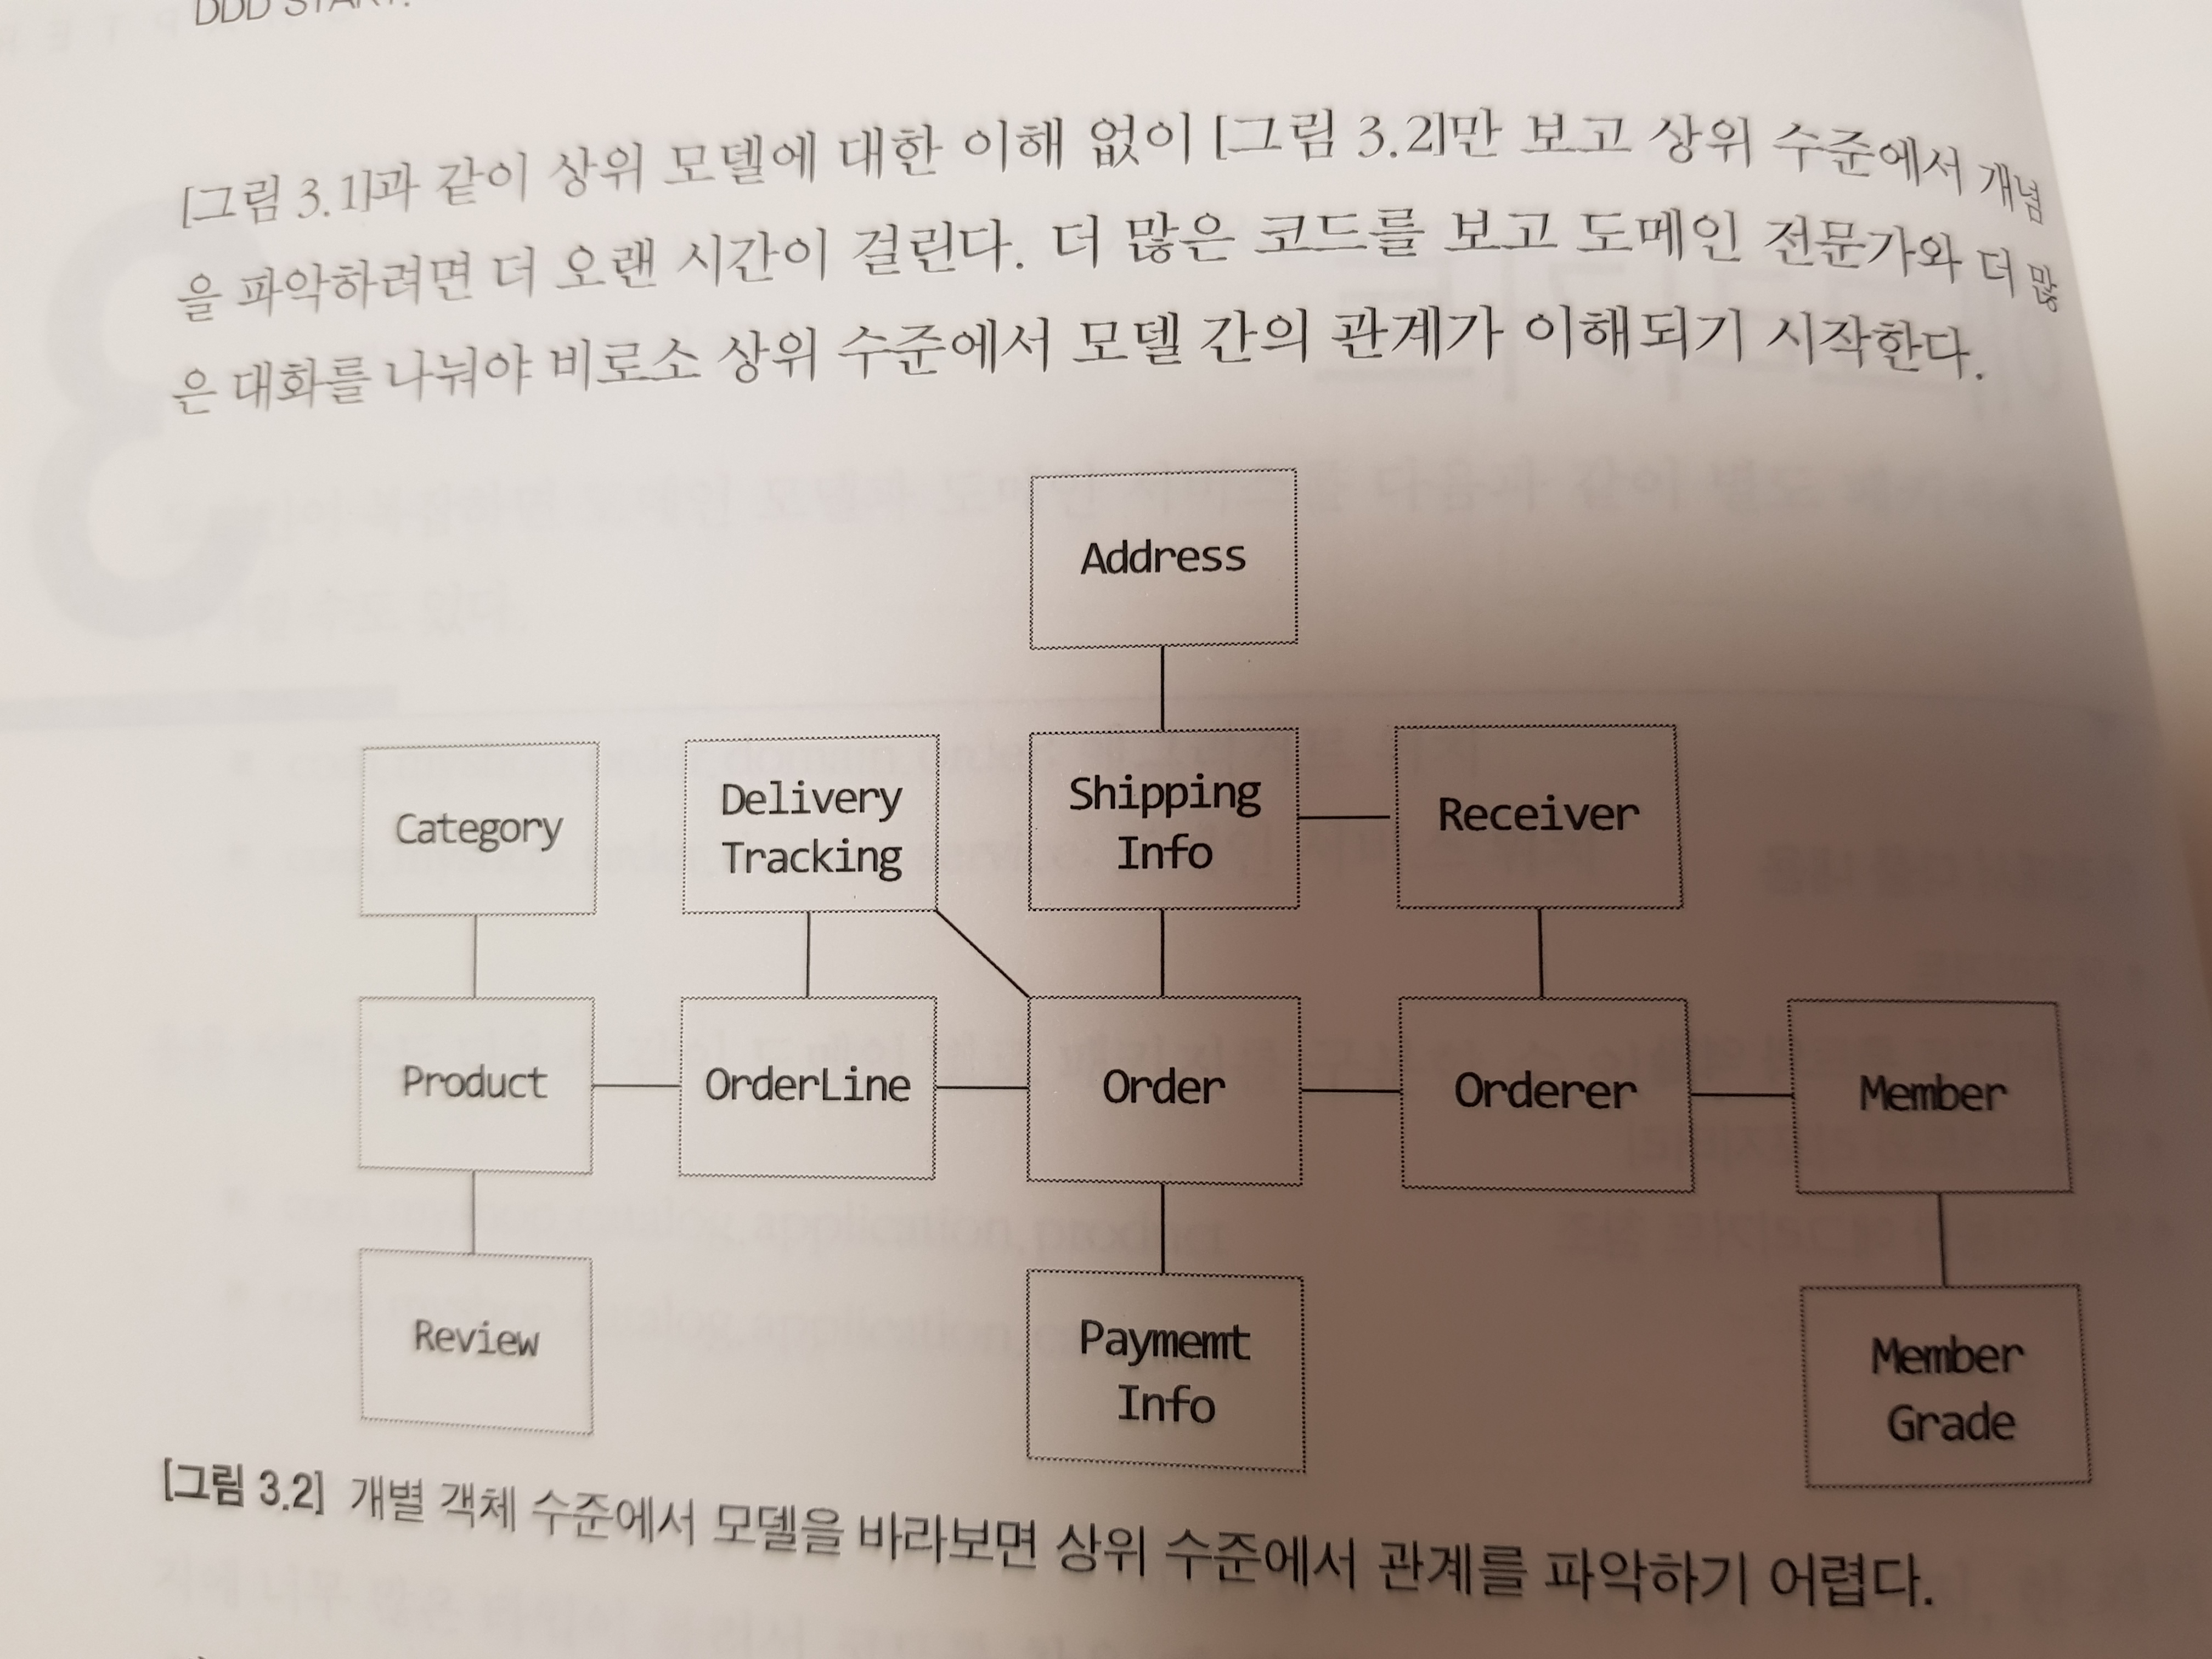 DDD START!
[그림 3.1]과 같이 상위 모델에 대한 이해 없이 [그림 3.2]만 보고 상위 수준에서 개념
을 파악하려면 더 오랜 시간이 걸린다. 더 많은 코드를 보고 도메인 전문가와 더 많
은 대화를 나눠야 비로소 상위 수준에서 모델 간의 관계가 이해되기 시작한다.
Address
Category
Delivery
Tracking
Shipping
Info
Receiver
Product
OrderLine
Order
Orderer
Member
Review
Paymemt
Info
Member
Grade
[그림 3.2] 개별 객체 수준에서 모델을 바라보면 상위 수준에서 관계를 파악하기 어렵다.